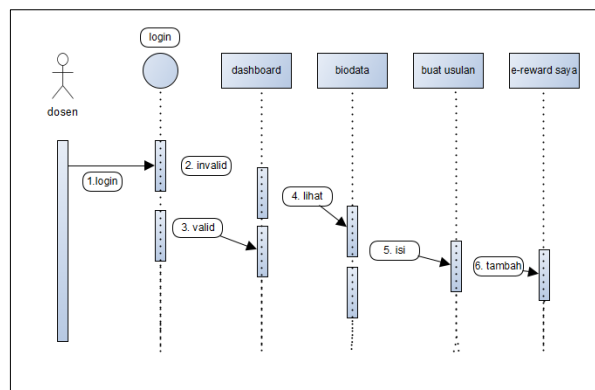 login
dashboard
biodata
buat usulan
e-reward saya
dosen
1.login
2. invalid
3. valid
4. lihat
5. isi
6. tambah